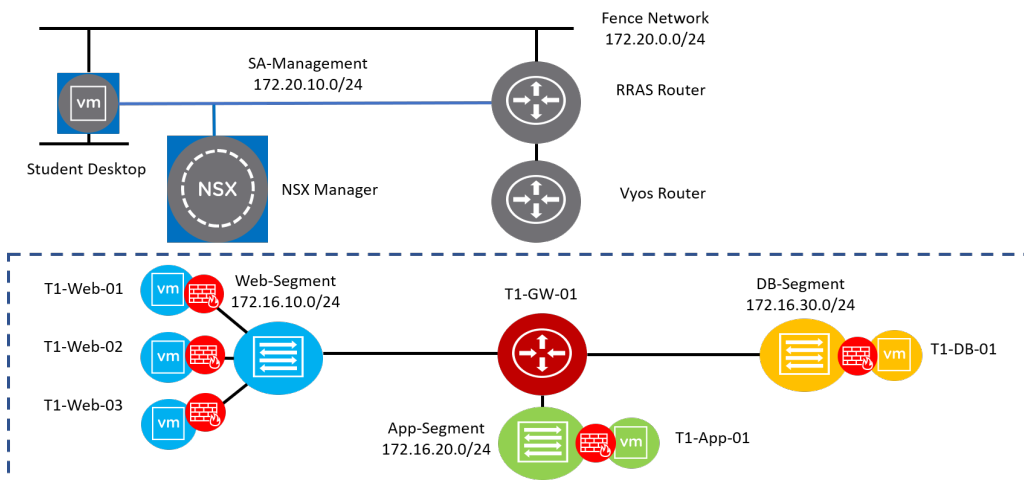 Fence Network
172.20.0.0/24
SA-Management
172.20.10.0/24
RRAS Router
vm
Student Desktop
NSX
NSX Manager
Vyos Router
T1-Web-01
vm
Web-Segment
172.16.10.0/24
T1-GW-01
DB-Segment
172.16.30.0/24
T1-Web-02
vm
vm
T1-DB-01
T1-Web-03
vm
App-Segment
172.16.20.0/24
vm
T1-App-01